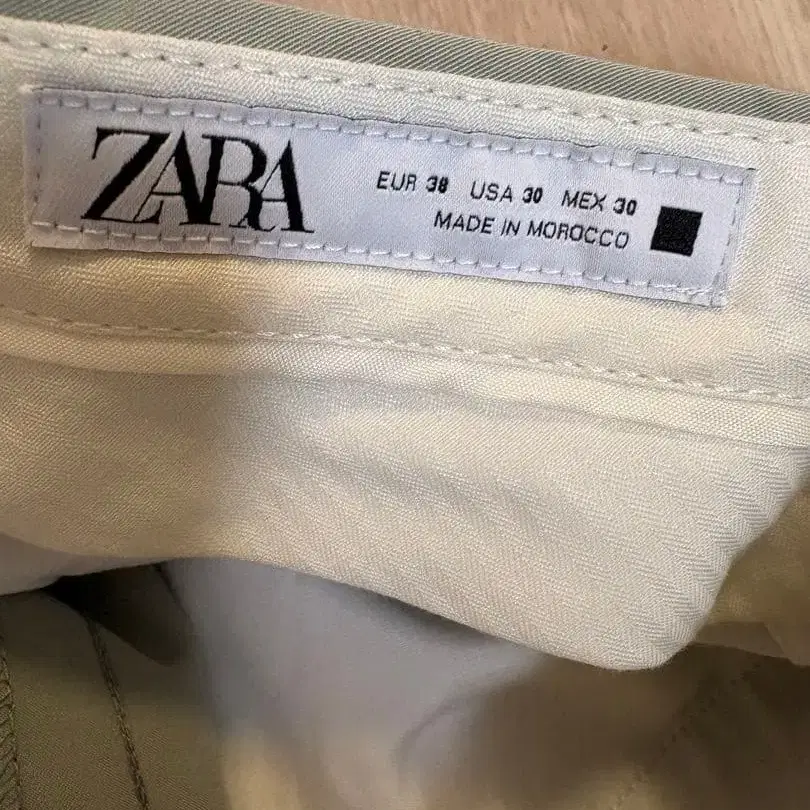 ZARA
EUR 38 USA 30 MEX 30
MADE IN MOROCCO